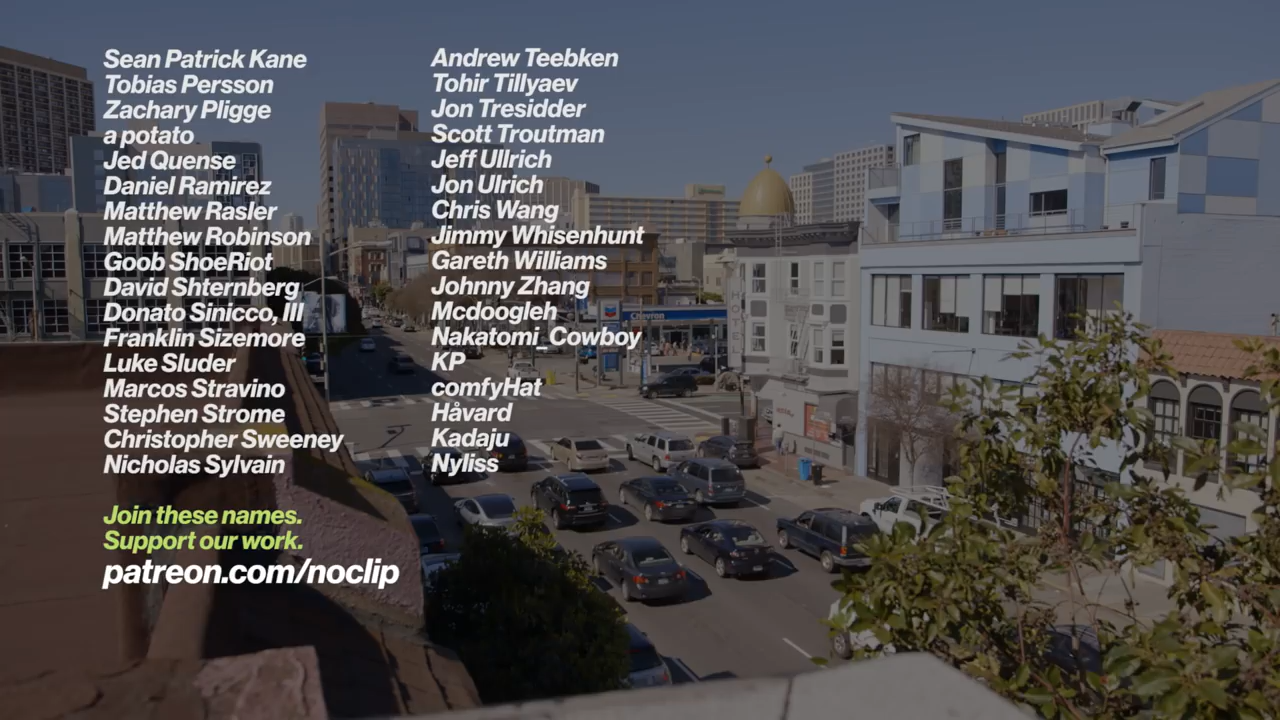 Sean Patrick Kane
Tobias Persson
Zachary Pligge
a potato
Jed Quense
Daniel Ramirez
Matthew Rasler
Matthew Robinson
Goob ShoeRiot
David Shternberg
Donato Sinicco, III
Franklin Sizemore
Luke Sluder
Marcos Stravino
Stephen Strome
Christopher Sweeney
Nicholas Sylvain
Andrew Teebken
Tohir Tillyaev
Jon Tresidder
Scott Troutman
Jeff Ullrich
Jon Ulrich
Chris Wang
Jimmy Whisenhunt
Gareth Williams
Johnny Zhang
Mcdoogleh
Nakatomi_Cowboy
KP
comfyHat
Håvard
Kadaju
Nyliss
Join these names.
Support our work.
patreon.com/noclip
Chevron
HOTEL